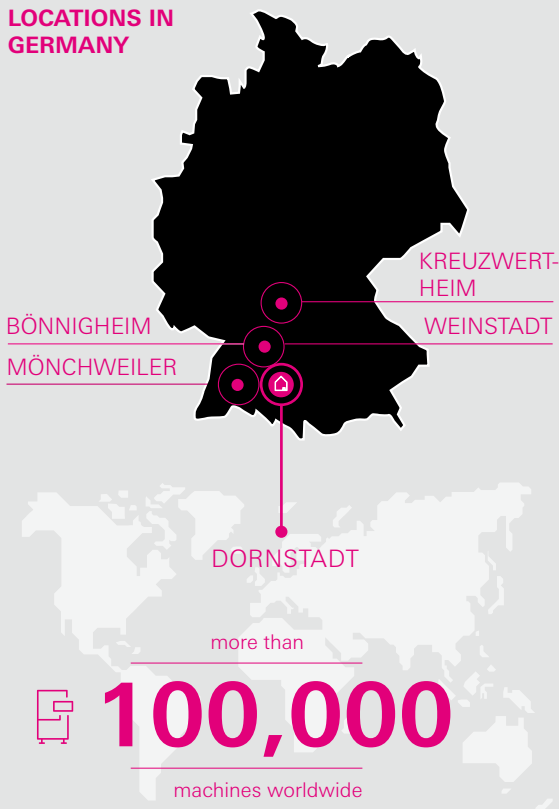 LOCATIONS IN
GERMANY
KREUZWERT-
HEIM
BÖNNIGHEIM
WEINSTADT
MÖNCHWEILER
DORNSTADT
more than
100,000
machines worldwide